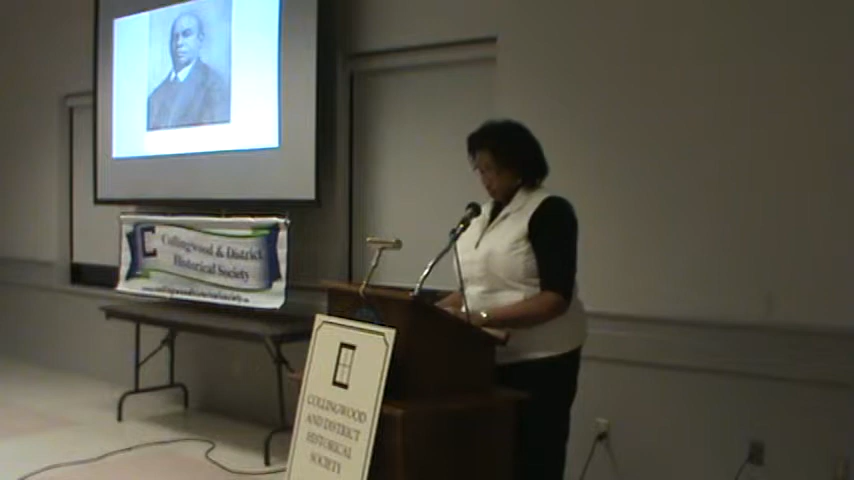 Collingwood & District
Historical Society
COLLINGWOOD
AND DISTRICT
HISTORICAL
SOCIETY